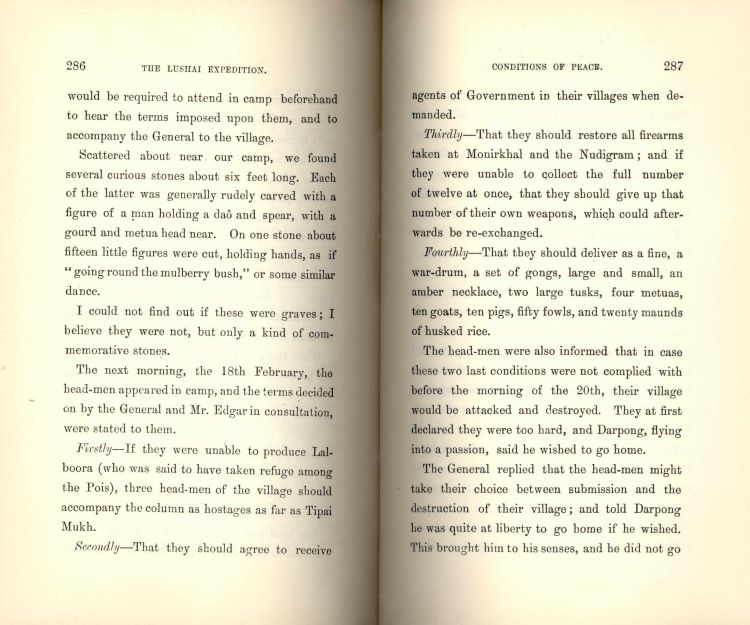 286 THE LUSHAI EXPEDITION.
would be required to attend in camp beforehand
to hear the terms imposed upon them, and to
accompany the General to the village.
Scattered about near our camp, we found
several curious stones about six feet long. Each
of the latter was generally rudely carved with a
figure of a man holding a daô and spear, with a
gourd and metua head near. On one stone about
fifteen little figures were cut, holding hands, as if
“going round the mulberry bush,” or some similar
dance.
I could not find out if these were graves; I
believe they were not, but only a kind of com-
memorative stones.
The next morning, the 18th February, the
head-men appeared in camp, and the terms decided
on by the General and Mr. Edgar in consultation,
were stated to them.
Firstly—If they were unable to produce Lal-
boora (who was said to have taken refuge among
the Pois), three head-men of the village should
accompany the column as hostages as far as Tipai
Mukh.
Secondly—That they should agree to receive
CONDITIONS OF PEACE. 287
agents of Government in their villages when de-
manded.
Thirdly—That they should restore all firearms
taken at Monirkhal and the Nudigram; and if
they were unable to collect the full number
of twelve at once, that they should give up that
number of their own weapons, which could after-
wards be re-exchanged.
Fourthly—That they should deliver as a fine, a
war-drum, a set of gongs, large and small, an
amber necklace, two large tusks, four metuas,
ten goats, ten pigs, fifty fowls, and twenty maunds
of husked rice.
The head-men were also informed that in case
these two last conditions were not complied with
before the morning of the 20th, their village
would be attacked and destroyed. They at first
declared they were too hard, and Darpong, flying
into a passion, said he wished to go home.
The General replied that the head-men might
take their choice between submission and the
destruction of their village; and told Darpong
he was quite at liberty to go home if he wished.
This brought him to his senses, and he did not go